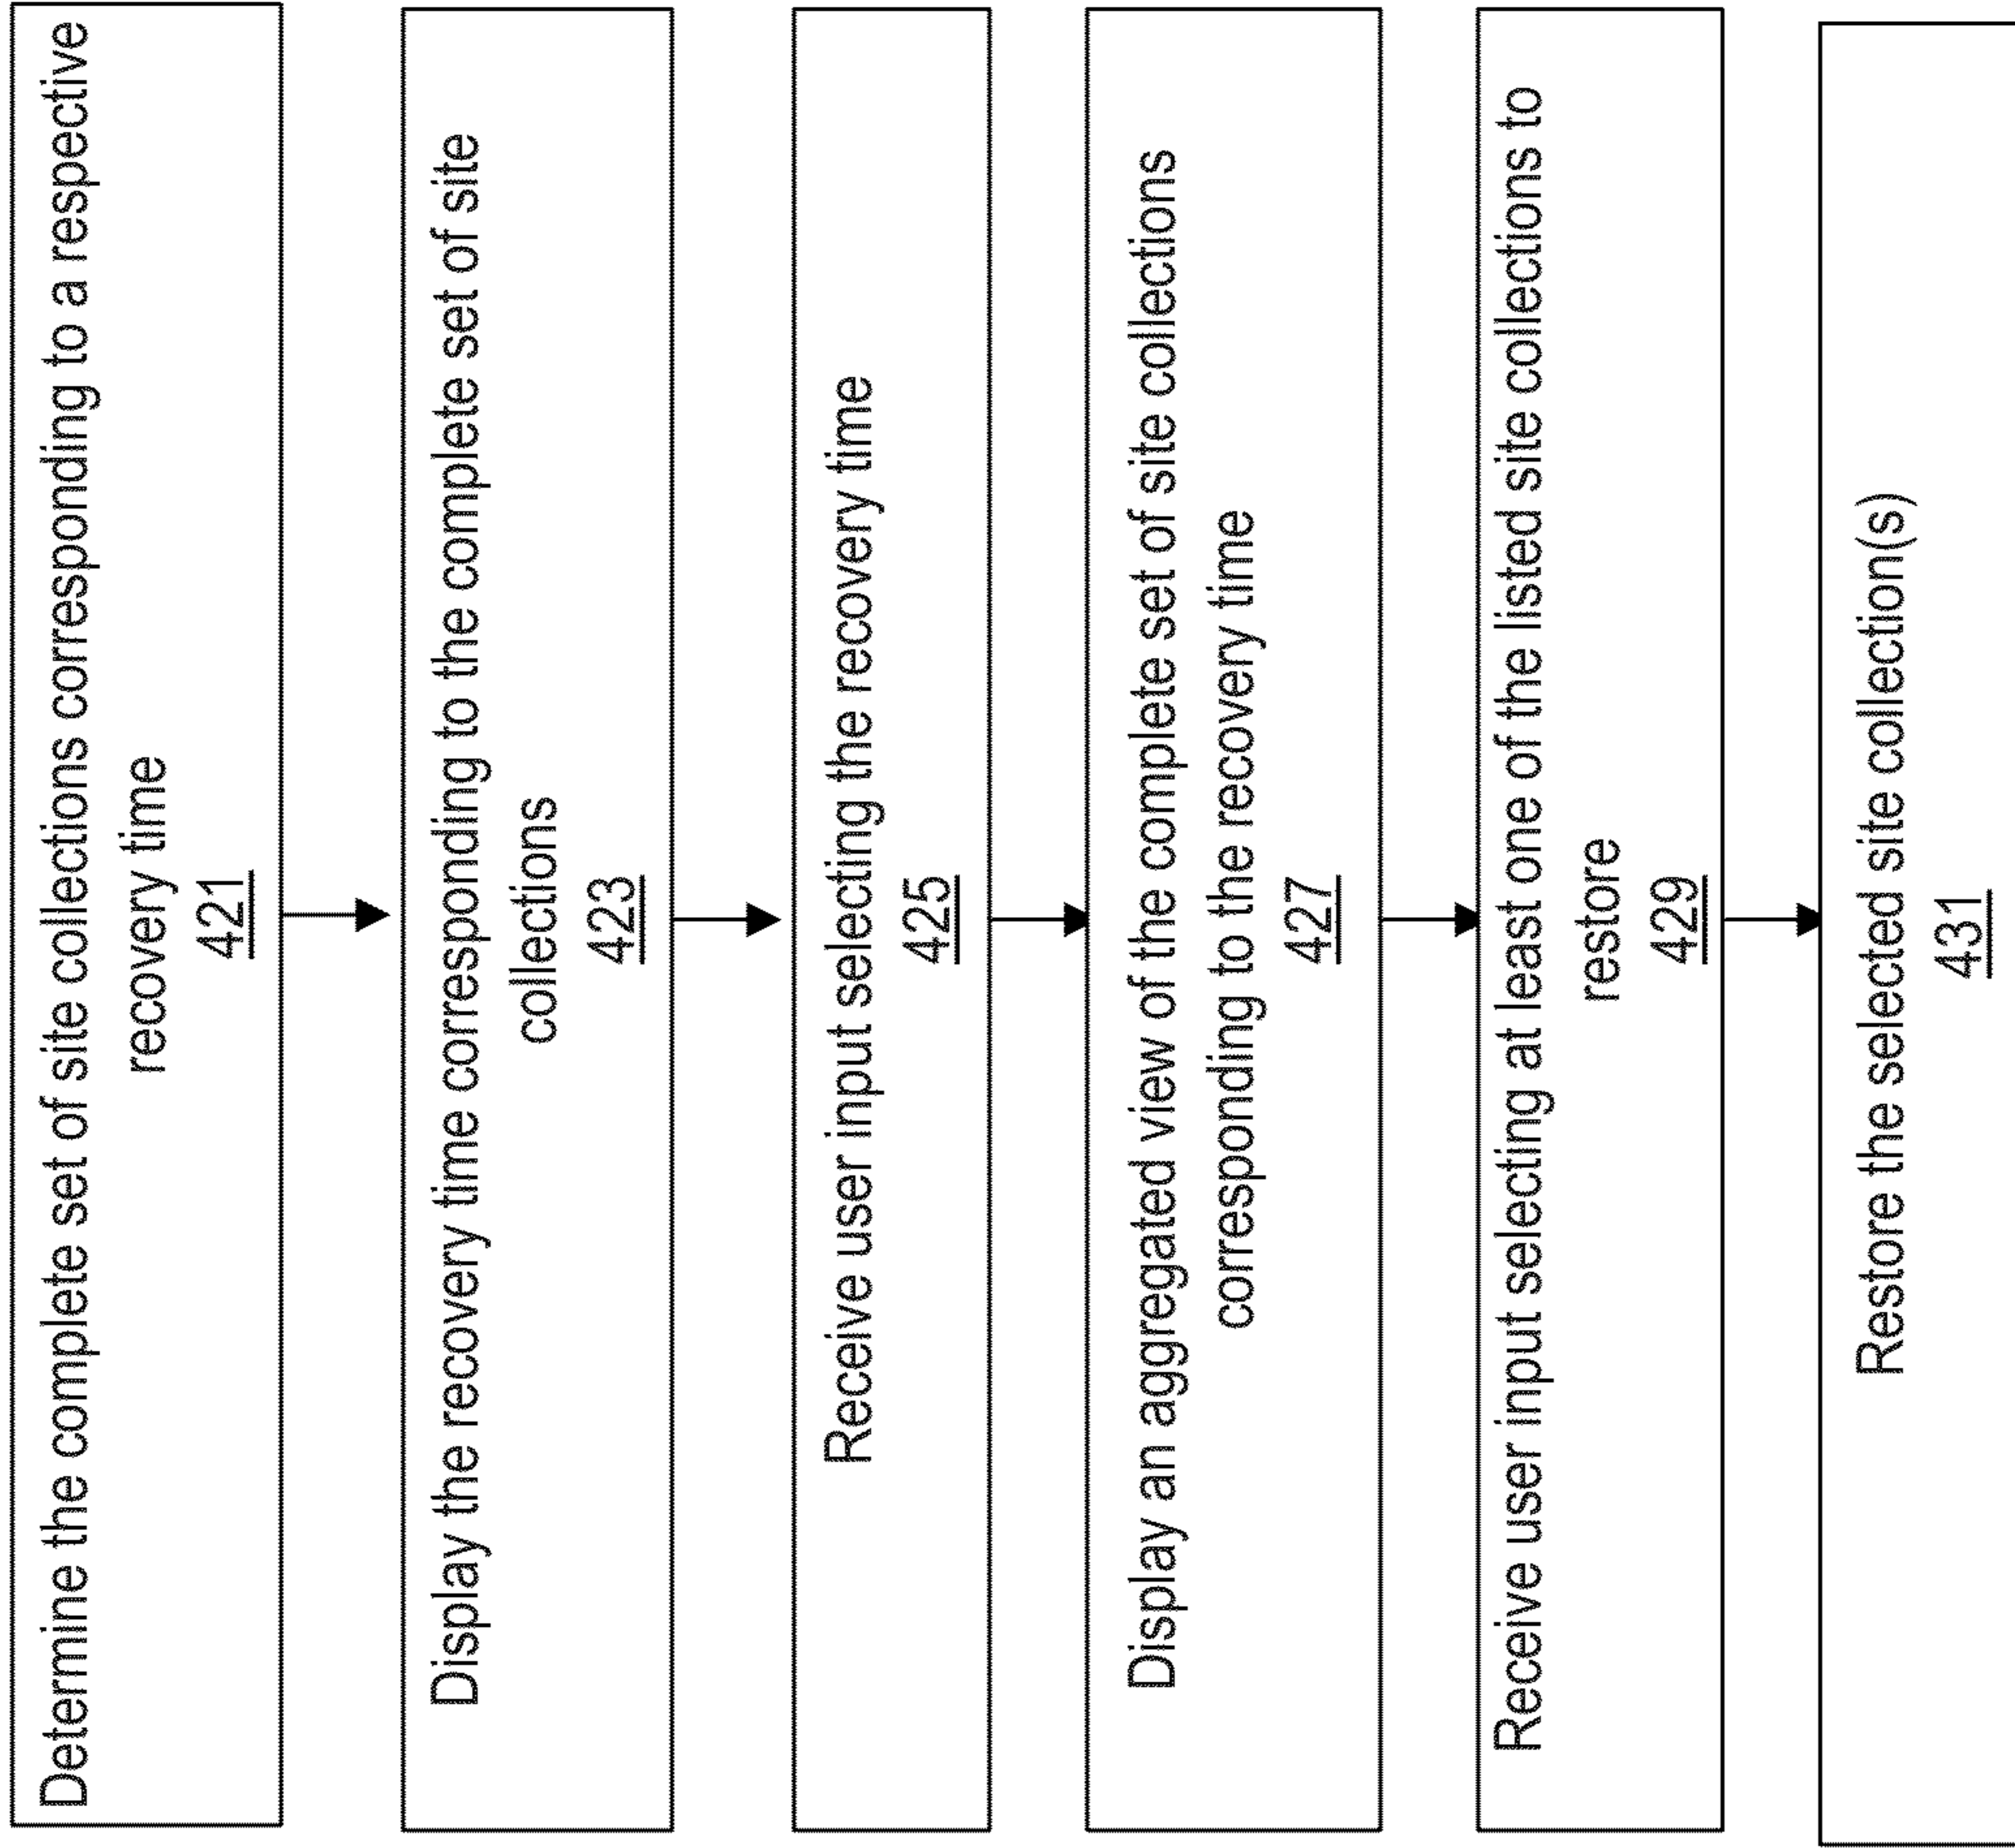 Determine the complete set of site collections corresponding to a respective
recovery time
421
Display the recovery time corresponding to the complete set of site
collections
423
Receive user input selecting the recovery time
425
Display an aggregated view of the complete set of site collections
corresponding to the recovery time
427
Receive user input selecting at least one of the listed site collections to
restore
429
Restore the selected site collection(s)
431